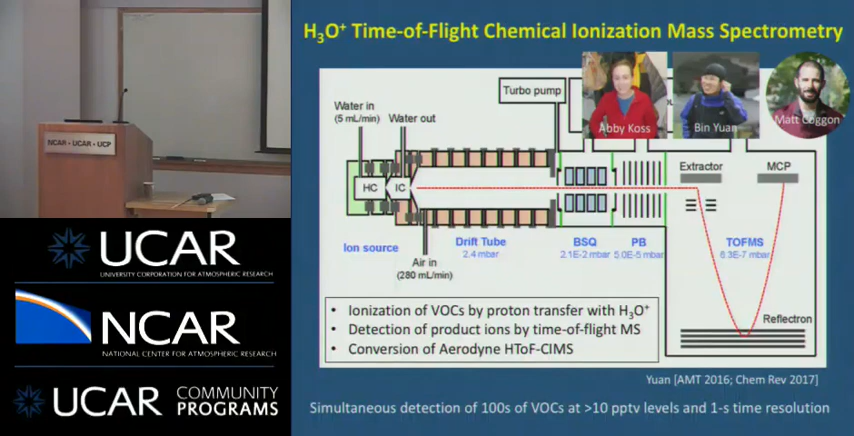 H₃O⁺ Time-of-Flight Chemical Ionization Mass Spectrometry
NCAR • UCAR • UCP
UCAR
UNIVERSITY CORPORATION FOR ATMOSPHERIC RESEARCH
NCAR
NATIONAL CENTER FOR ATMOSPHERIC RESEARCH
UCAR COMMUNITY PROGRAMS
Turbo pump
Abby Koss
Bin Yuan
Matt Coggon
Water in
(5 mL/min)
Water out
HC
IC
Extractor
MCP
Ion source
Drift Tube
2.4 mbar
BSQ
2.1E-2 mbar
PB
5.0E-5 mbar
TOFMS
6.3E-7 mbar
Air in
(280 mL/min)
Reflectron
• Ionization of VOCs by proton transfer with H₃O⁺
• Detection of product ions by time-of-flight MS
• Conversion of Aerodyne HToF-CIMS
Yuan [AMT 2016; Chem Rev 2017]
Simultaneous detection of 100s of VOCs at >10 pptv levels and 1-s time resolution